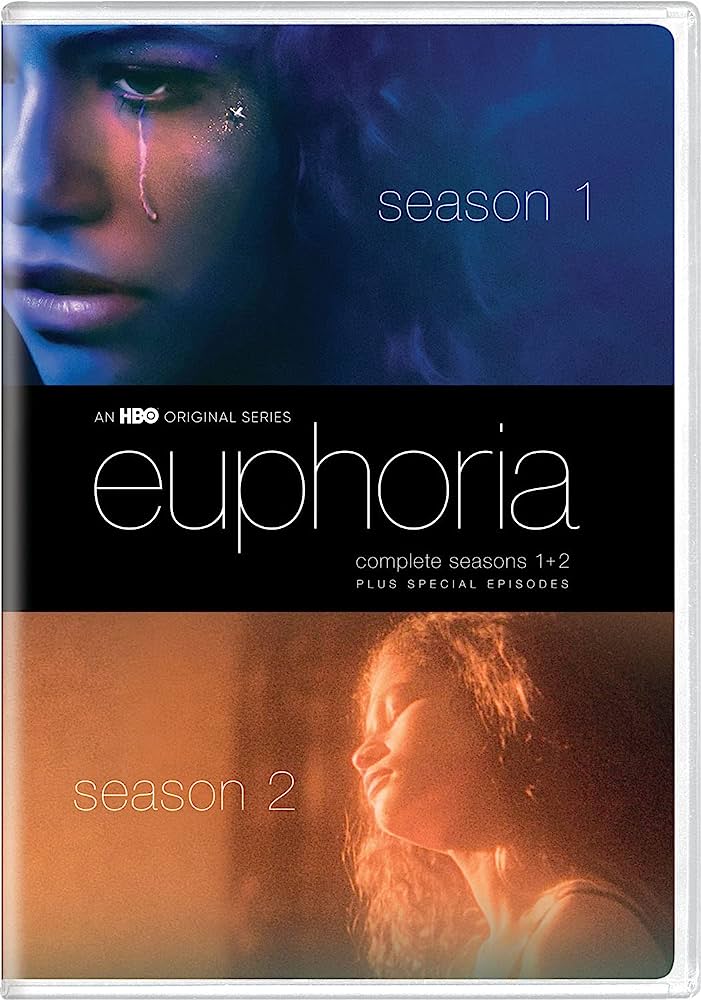 season 1
AN HBO ORIGINAL SERIES
euphoria
complete seasons 1+2
PLUS SPECIAL EPISODES
season 2